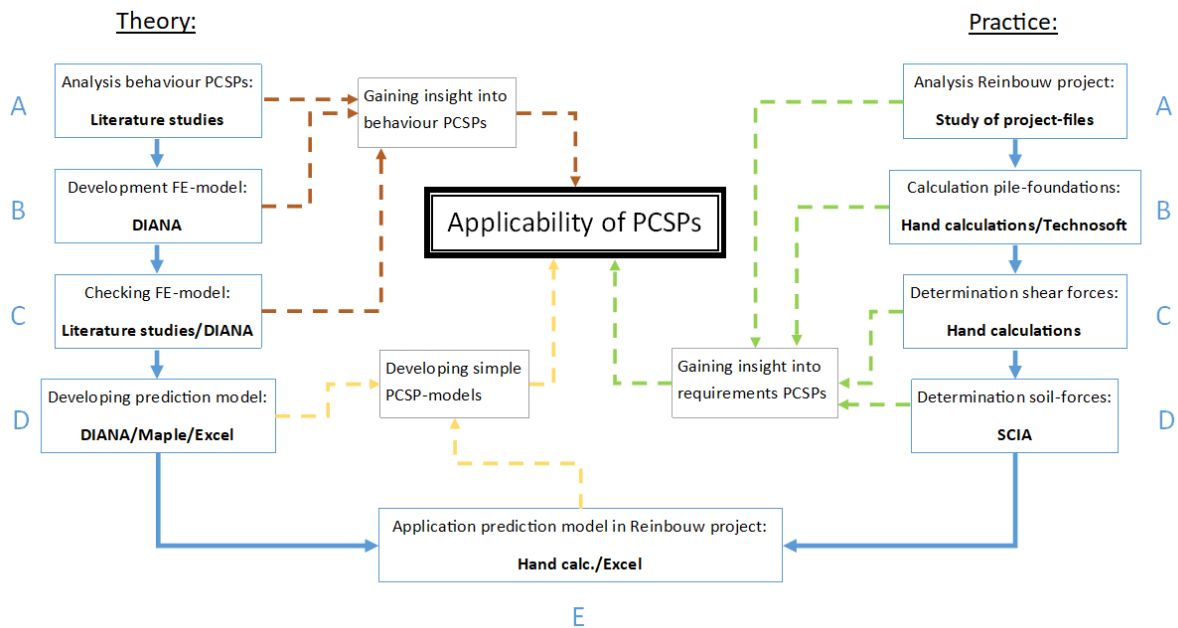 Theory:
Practice:
A
Analysis behaviour PCSPs:
Literature studies
B
Development FE-model:
DIANA
C
Checking FE-model:
Literature studies/DIANA
D
Developing prediction model:
DIANA/Maple/Excel
Gaining insight into
behaviour PCSPs
Applicability of PCSPs
Developing simple
PCSP-models
Gaining insight into
requirements PCSPs
Analysis Reinbouw project:
Study of project-files
A
Calculation pile-foundations:
Hand calculations/Technosoft
B
Determination shear forces:
Hand calculations
C
Determination soil-forces:
SCIA
D
Application prediction model in Reinbouw project:
Hand calc./Excel
E